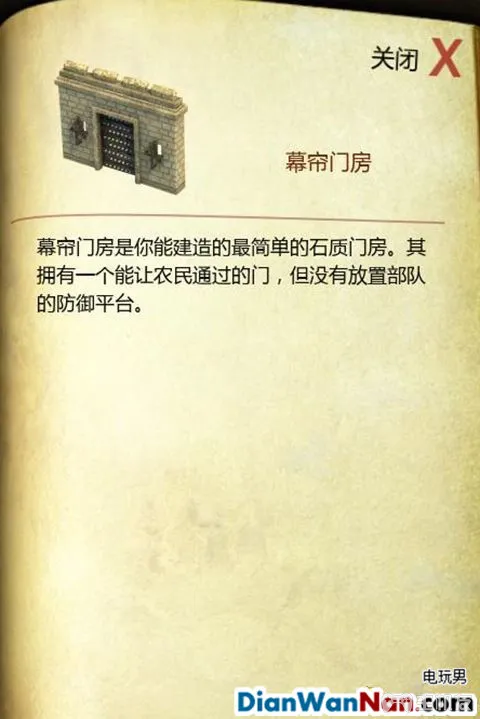 关闭 X
幕帘门房
幕帘门房是你能建造的最简单的石质门房。其
拥有一个能让农民通过的门，但没有放置部队
的防御平台。
电玩男
DianWanNan.com